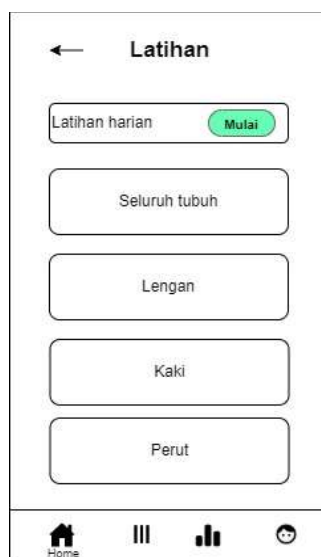 Latihan
Latihan harian
Mulai
Seluruh tubuh
Lengan
Kaki
Perut
Home